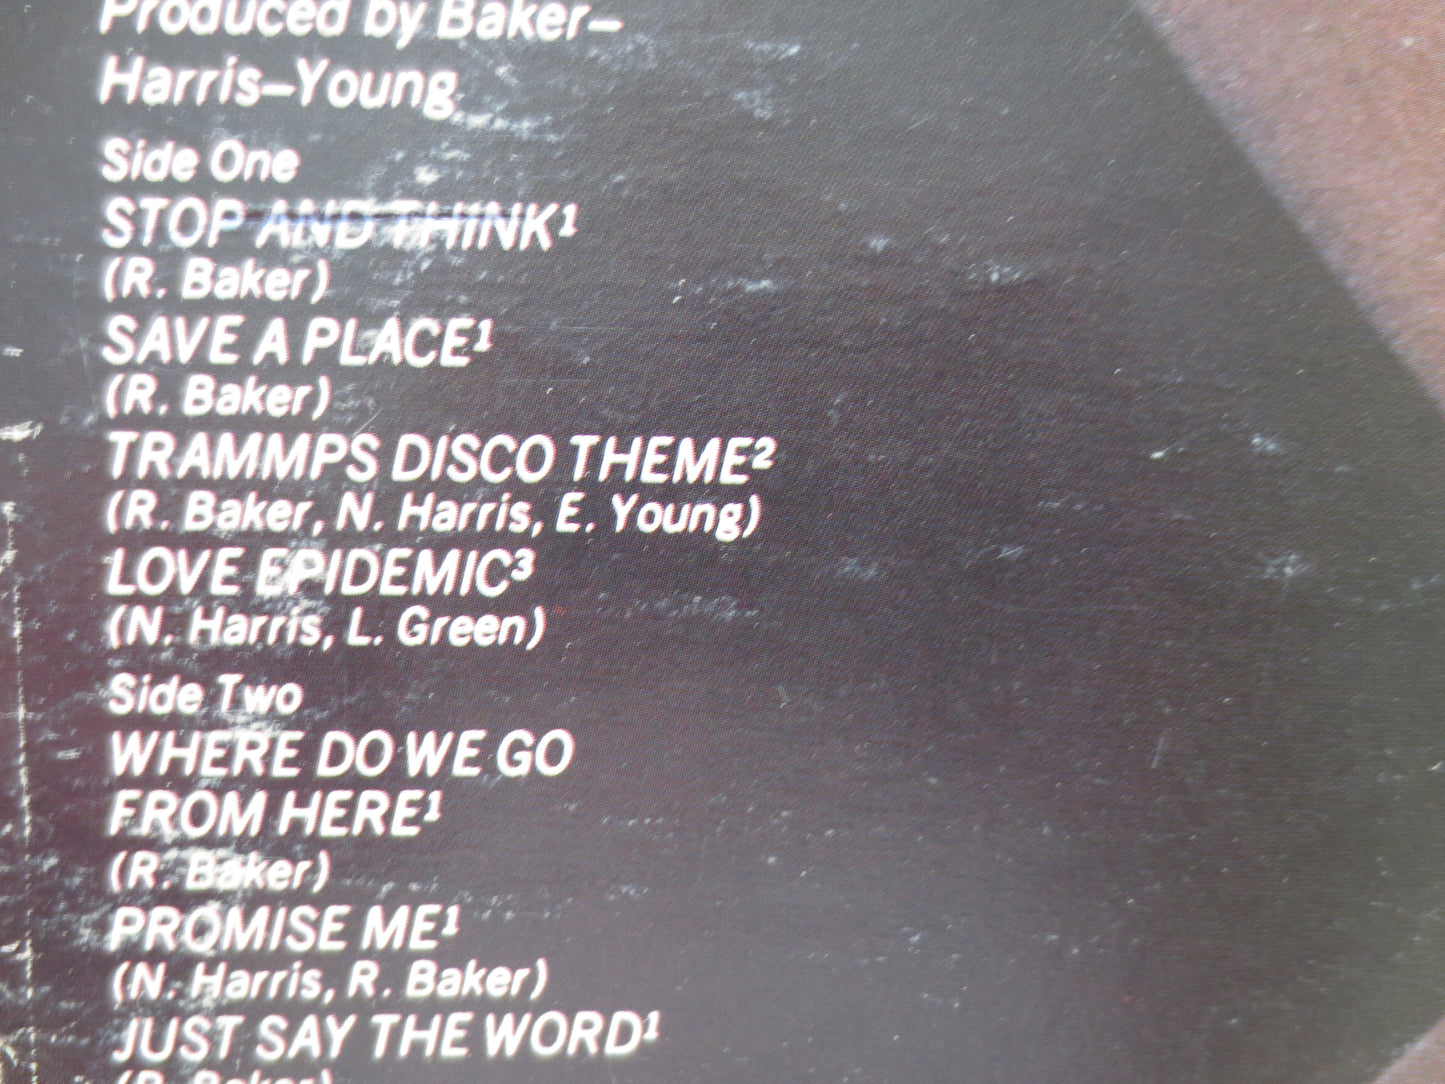 Produced by Baker–
Harris–Young
Side One
STOP AND THINK¹
(R. Baker)
SAVE A PLACE¹
(R. Baker)
TRAMMPS DISCO THEME²
(R. Baker, N. Harris, E. Young)
LOVE EPIDEMIC³
(N. Harris, L. Green)
Side Two
WHERE DO WE GO
FROM HERE¹
(R. Baker)
PROMISE ME¹
(N. Harris, R. Baker)
JUST SAY THE WORD¹
(R. Baker)